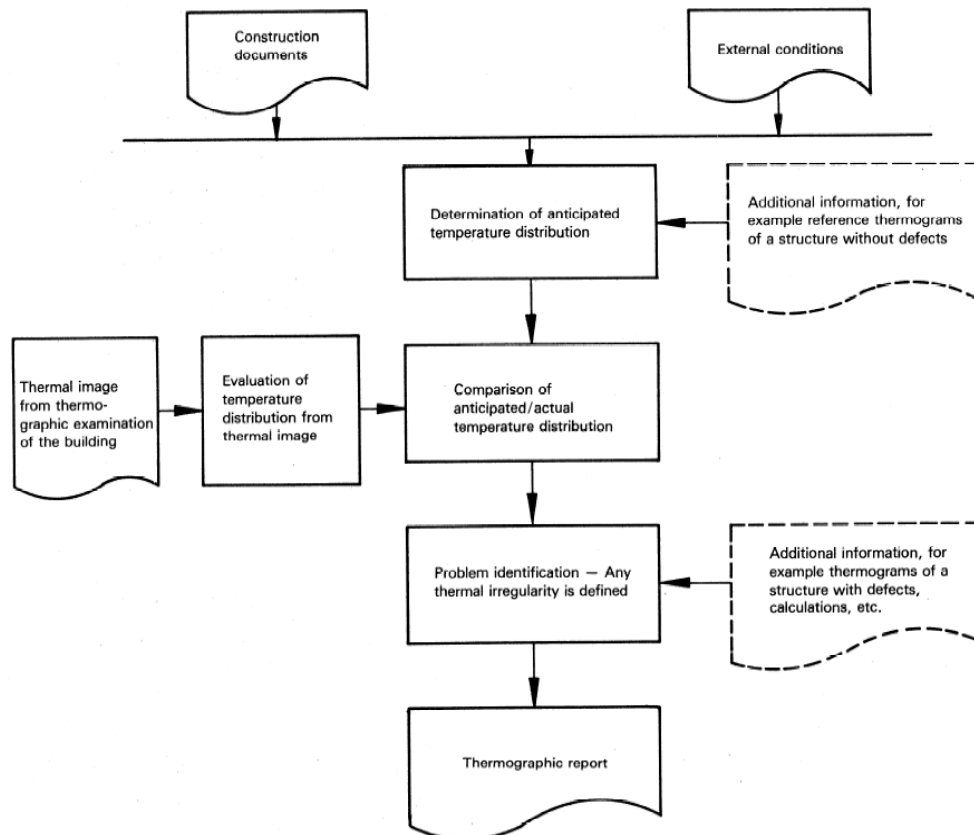 Construction
documents
External conditions
Determination of anticipated
temperature distribution
Additional information, for
example reference thermograms
of a structure without defects
Thermal image
from thermo-
graphic examination
of the building
Evaluation of
temperature
distribution from
thermal image
Comparison of
anticipated/actual
temperature distribution
Problem identification — Any
thermal irregularity is defined
Additional information, for
example thermograms of a
structure with defects,
calculations, etc.
Thermographic report